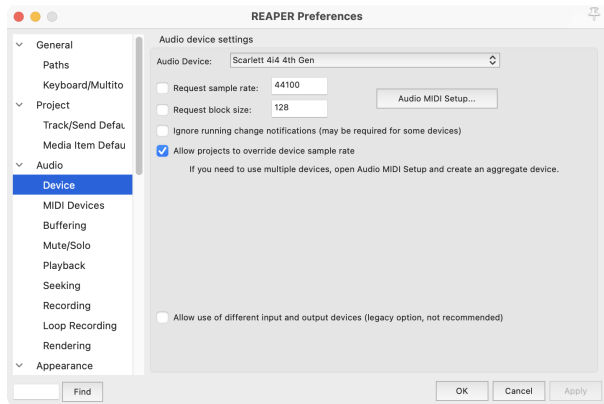 REAPER Preferences
General
Paths
Keyboard/Multito
Project
Track/Send Defau
Media Item Defau
Audio
Device
MIDI Devices
Buffering
Mute/Solo
Playback
Seeking
Recording
Loop Recording
Rendering
Appearance
Find
Audio device settings
Audio Device: Scarlett 4i4 4th Gen
Request sample rate: 44100
Request block size: 128
Audio MIDI Setup...
Ignore running change notifications (may be required for some devices)
Allow projects to override device sample rate
If you need to use multiple devices, open Audio MIDI Setup and create an aggregate device.
Allow use of different input and output devices (legacy option, not recommended)
OK Cancel Apply